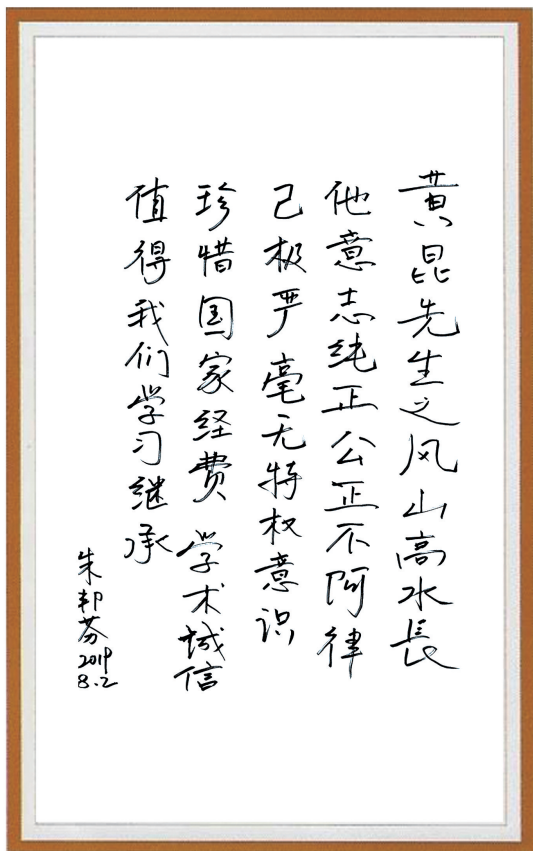 黄昆先生之风山高水長
他意志纯正公正不阿律
己极严毫无特权意识
珍惜国家经费学术诚信
值得我们学习继承
朱邦芬
2019
8.2